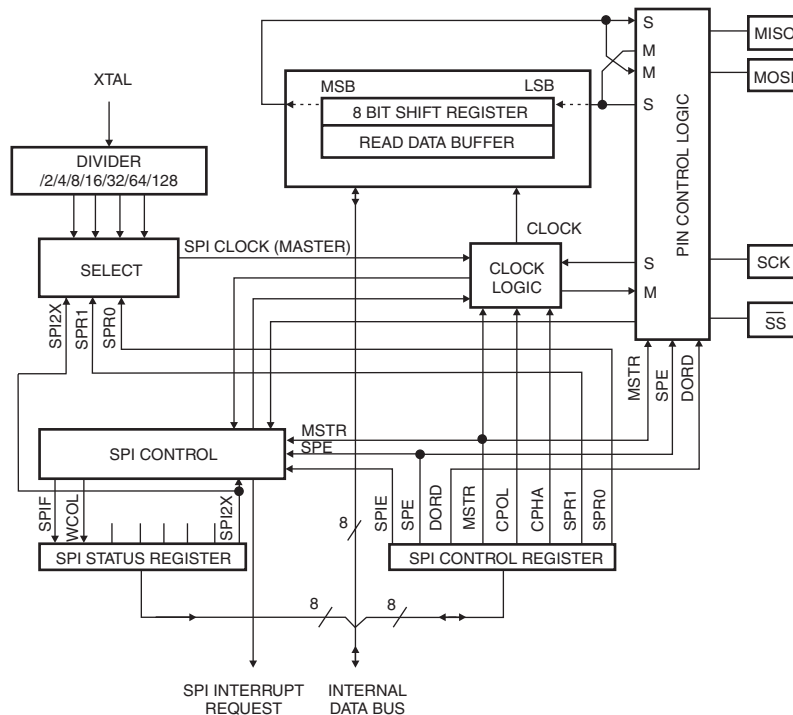 S
MISO
M
M
MOSI
MSB
LSB
XTAL
8 BIT SHIFT REGISTER
S
READ DATA BUFFER
DIVIDER
/2/4/8/16/32/64/128
PIN CONTROL LOGIC
CLOCK
SPI CLOCK (MASTER)
SELECT
CLOCK
LOGIC
S
M
SCK
SS
SPI2X
SPR1
SPR0
MSTR
SPE
DORD
MSTR
SPE
SPI CONTROL
SPIF
WCOL
SPI2X
SPIE
SPE
DORD
MSTR
CPOL
CPHA
SPR1
SPR0
8
SPI STATUS REGISTER
SPI CONTROL REGISTER
8
8
SPI INTERRUPT
REQUEST
INTERNAL
DATA BUS